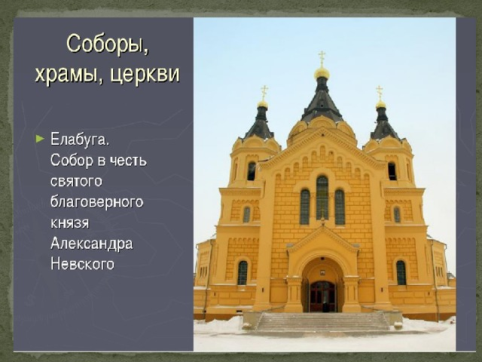 Соборы,
храмы, церкви
Елабуга.
Собор в честь
святого
благоверного
князя
Александра
Невского